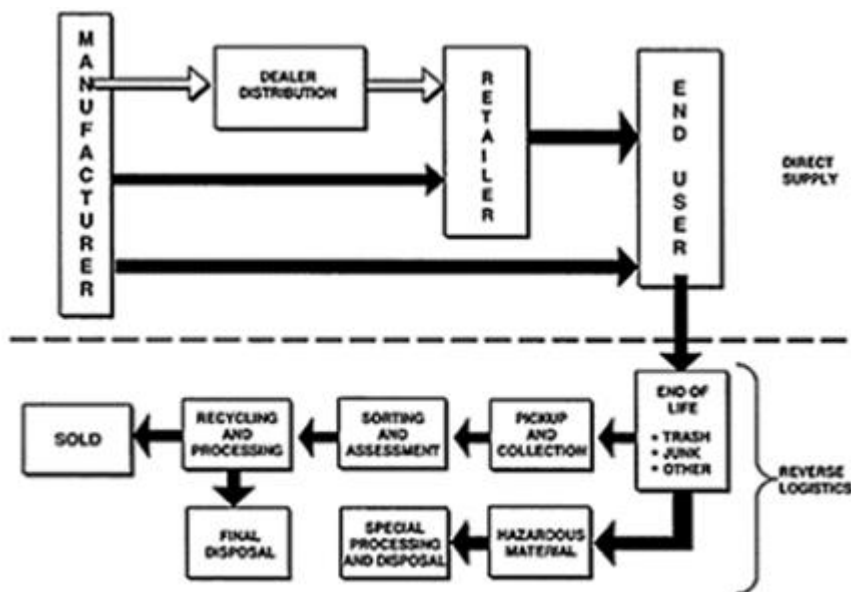 MANUFACTURER
DEALER
DISTRIBUTION
RETAILER
END USER
DIRECT
SUPPLY
END OF
LIFE
• TRASH
• JUNK
• OTHER
PICKUP
AND
COLLECTION
SORTING
AND
ASSESSMENT
RECYCLING
AND
PROCESSING
SOLD
REVERSE
LOGISTICS
FINAL
DISPOSAL
SPECIAL
PROCESSING
AND DISPOSAL
HAZARDOUS
MATERIAL